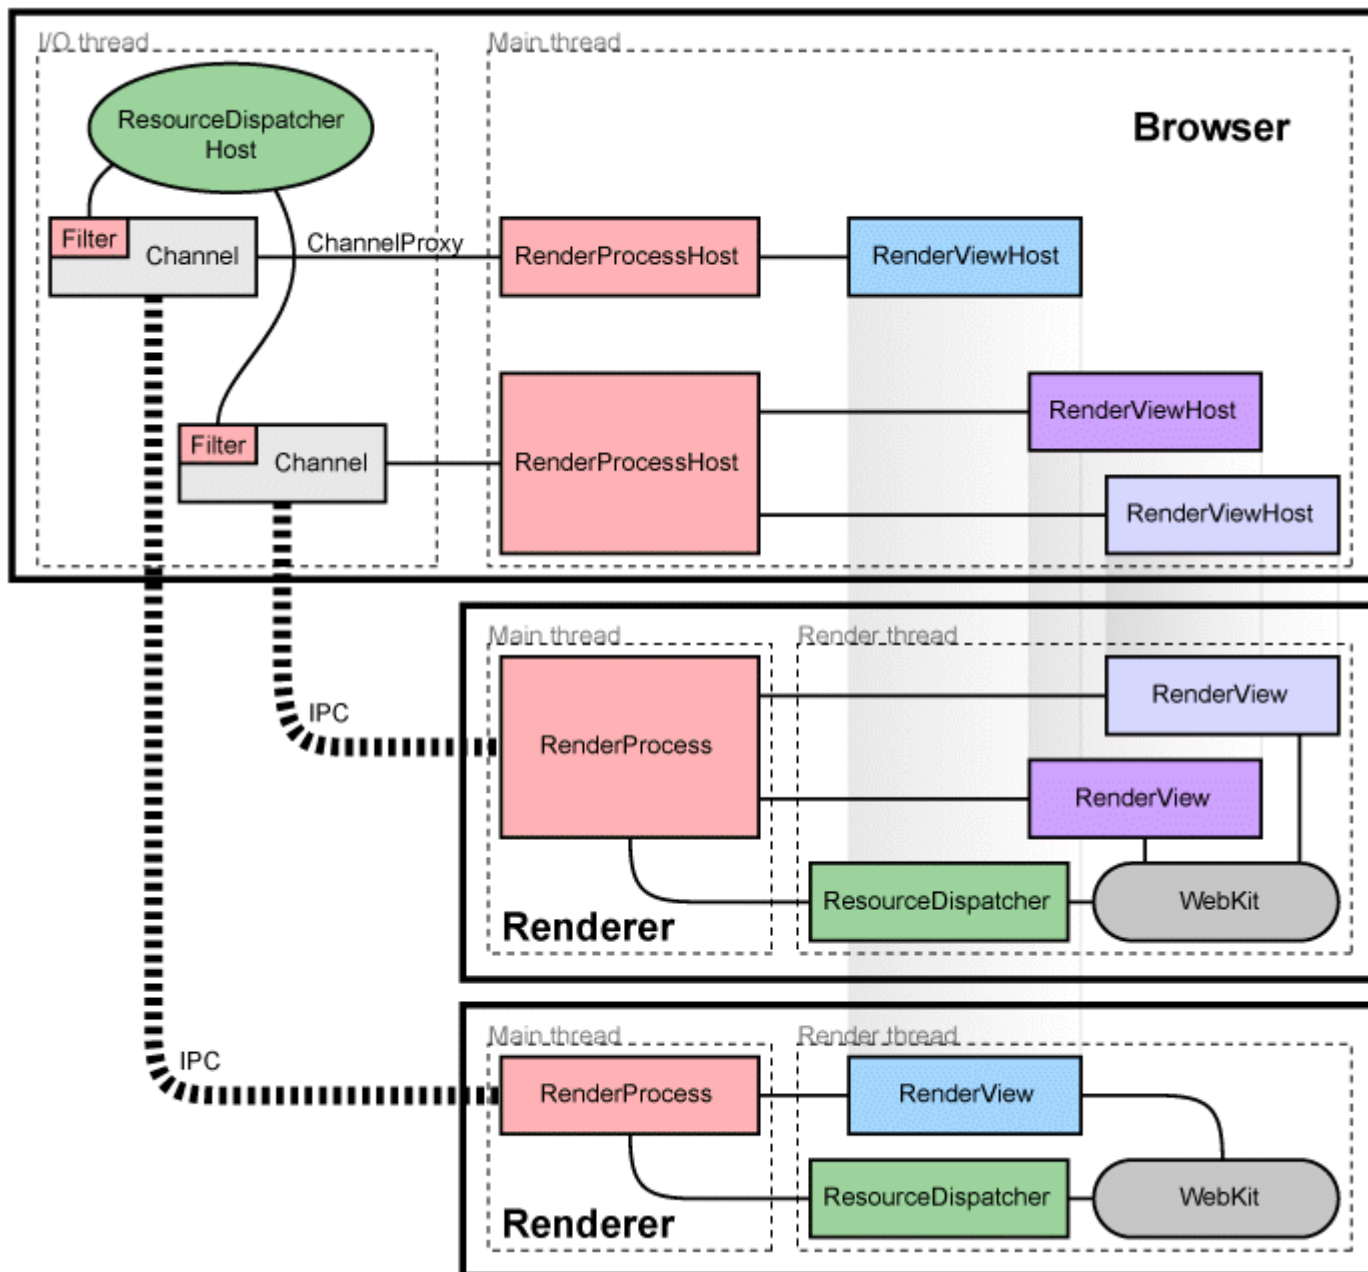 I/O thread
Main thread
ResourceDispatcher
Host
Browser
Filter
Channel
ChannelProxy
RenderProcessHost
RenderViewHost
RenderViewHost
Filter
Channel
RenderProcessHost
RenderViewHost
Main thread
Render thread
RenderView
IPC
RenderProcess
RenderView
ResourceDispatcher
WebKit
Renderer
Main thread
Render thread
IPC
RenderProcess
RenderView
ResourceDispatcher
WebKit
Renderer